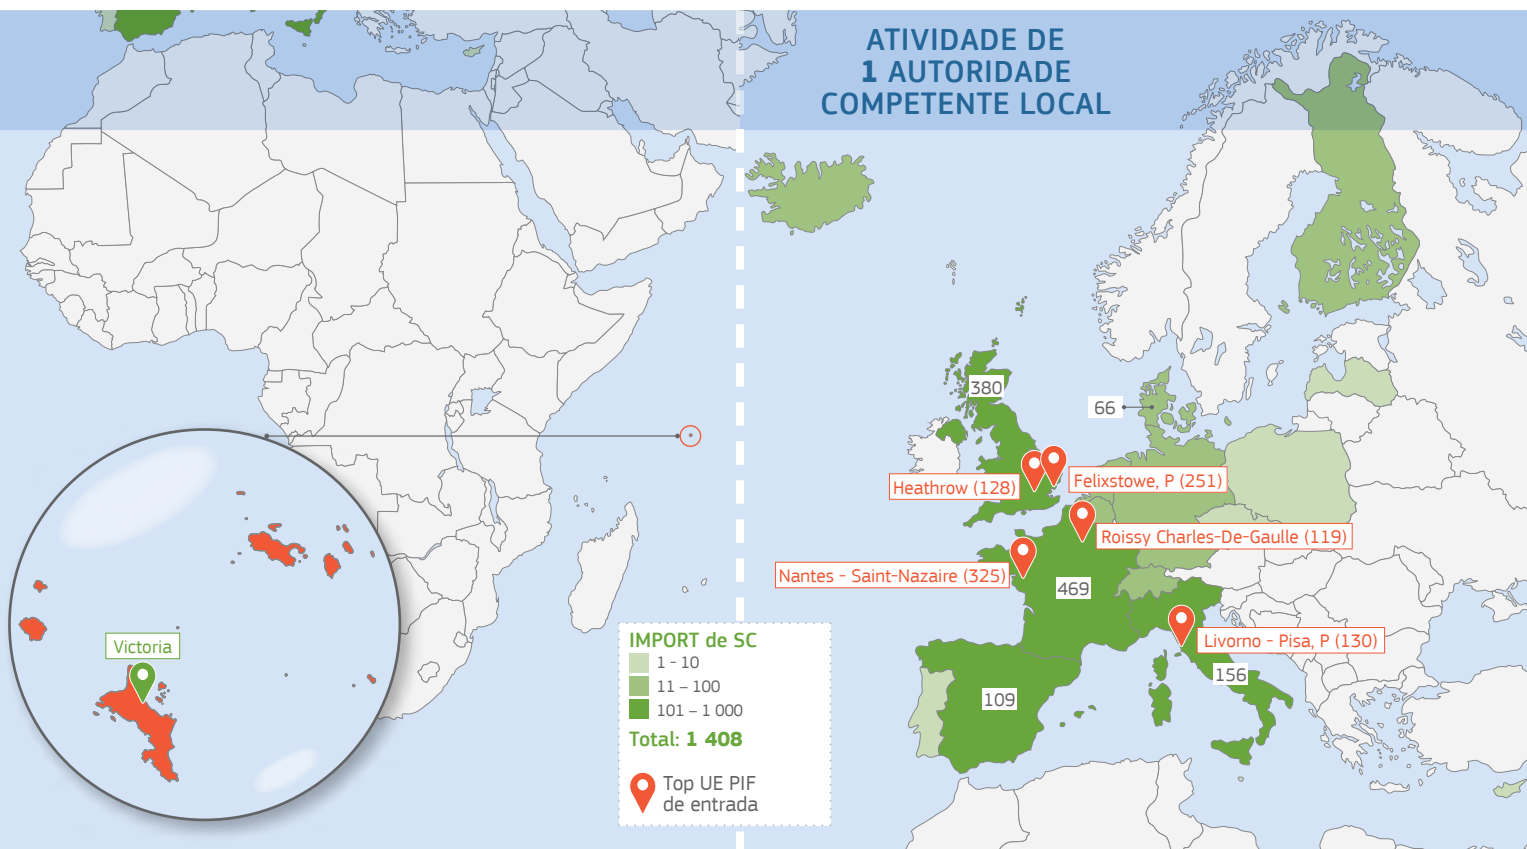 ATIVIDADE DE
1 AUTORIDADE
COMPETENTE LOCAL
380
66
Heathrow (128)
Felixstowe, P (251)
Roissy Charles-De-Gaulle (119)
Nantes - Saint-Nazaire (325)
469
Livorno - Pisa, P (130)
156
109
Victoria
IMPORT de SC
1 - 10
11 – 100
101 – 1 000
Total: 1 408
Top UE PIF
de entrada